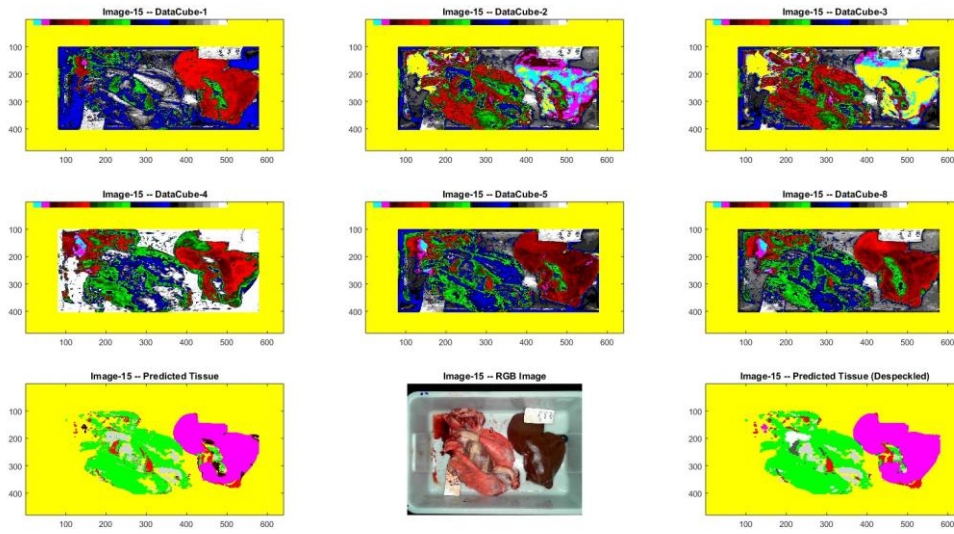 Image-15 -- DataCube-1
Image-15 -- DataCube-2
Image-15 -- DataCube-3
100
200
300
400
100 200 300 400 500 600
100
200
300
400
100 200 300 400 500 600
100
200
300
400
100 200 300 400 500 600
Image-15 -- DataCube-4
Image-15 -- DataCube-5
Image-15 -- DataCube-8
100
200
300
400
100 200 300 400 500 600
100
200
300
400
100 200 300 400 500 600
100
200
300
400
100 200 300 400 500 600
Image-15 -- Predicted Tissue
Image-15 -- RGB Image
Image-15 -- Predicted Tissue (Despeckled)
100
200
300
400
100 200 300 400 500 600
100
200
300
400
100 200 300 400 500 600